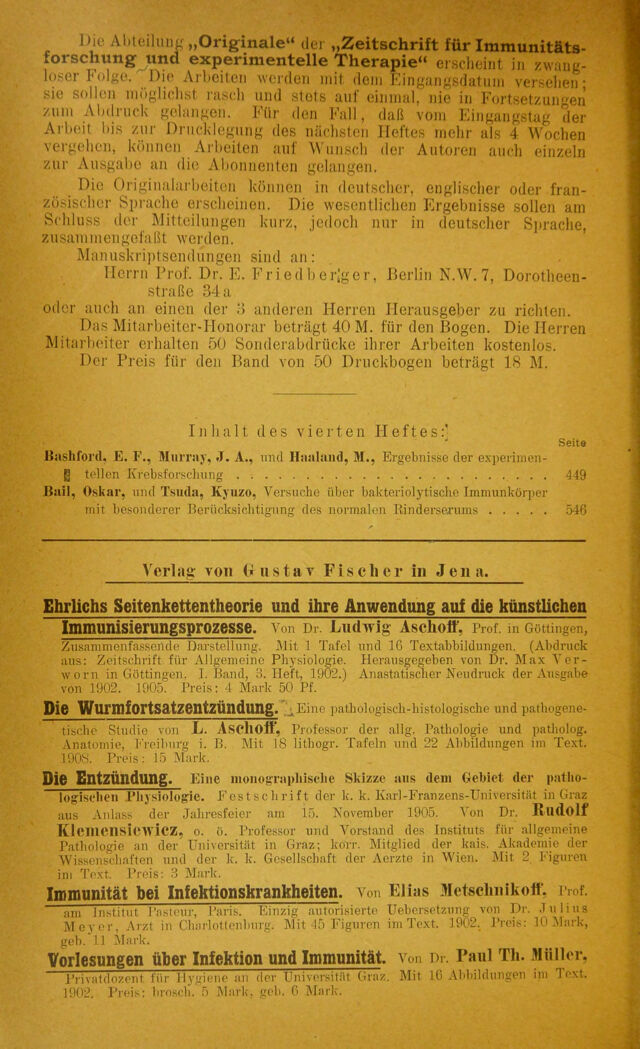 Die Abteilung „Originale“ der „Zeitschrift für Immunitäts-
forschung und experimentelle Therapie“ erscheint in zwang-
loser Folge. Die Arbeiten werden mit dem Eingangsdatum versehen;
sie sollen möglichst rasch und stets auf einmal, nie in Fortsetzungen
zum Abdruck gelangen. Für den Fall, daß vom Eingangstag der
Arbeit bis zur Drucklegung des nächsten Heftes mehr als 4 Wochen
vergehen, können Arbeiten auf Wunsch der Autoren auch einzeln
zur Ausgabe an die Abonnenten gelangen.
Die Originalarbeiten können in deutscher, englischer oder fran-
zösischer Sprache erscheinen. Die wesentlichen Ergebnisse sollen am
Schluss der Mitteilungen kurz, jedoch nur in deutscher Sprache,
zusammengefaßt werden.
Manuskriptsendungen sind an:
Herrn Prof. Dr. E. Friedberger, Berlin N.W. 7, Dorotheen-
straße 34a
oder auch an einen der 3 anderen Herren Herausgeber zu richten.
Das Mitarbeiter-Honorar beträgt 40 M. für den Bogen. Die Herren
Mitarbeiter erhalten 50 Sonderabdrücke ihrer Arbeiten kostenlos.
Der Preis für den Band von 50 Druckbogen beträgt 18 M.
Inhalt des vierten Heftes:
Seite
Bashford, E. F., Murray, J. A., und Haaland, M., Ergebnisse der experimen-
tellen Krebsforschung . . . . . . . . . . . . . . . . . . . . . . . 449
Bail, Oskar, und Tsuda, Kyuzo, Versuche über bakteriolytische Immunkörper
mit besonderer Berücksichtigung des normalen Rinderserums . . . . . 546
Verlag von Gustav Fischer in Jena.
Ehrlichs Seitenkettentheorie und ihre Anwendung auf die künstlichen
Immunisierungsprozesse. Von Dr. Ludwig Aschoff, Prof. in Göttingen,
Zusammenfassende Darstellung. Mit 1 Tafel und 16 Textabbildungen. (Abdruck
aus: Zeitschrift für Allgemeine Physiologie. Herausgegeben von Dr. Max Ver-
worn in Göttingen. 1. Band, 3. Heft, 1902.) Anastatischer Neudruck der Ausgabe
von 1902. 1905. Preis: 4 Mark 50 Pf.
Die Wurmfortsatzentzündung. Eine pathologisch-histologische und pathogene-
tische Studie von L. Aschoff, Professor der allg. Pathologie und patholog.
Anatomie, Freiburg i. B. Mit 18 lithogr. Tafeln und 22 Abbildungen im Text.
1908. Preis: 15 Mark.
Die Entzündung. Eine monographische Skizze aus dem Gebiet der patho-
logischen Physiologie. Festschrift der k. k. Karl-Franzens-Universität in Graz
aus Anlass der Jahresfeier am 15. November 1905. Von Dr. Rudolf
Klemensiewicz, o. ö. Professor und Vorstand des Instituts für allgemeine
Pathologie an der Universität in Graz; korr. Mitglied der kais. Akademie der
Wissenschaften und der k. k. Gesellschaft der Aerzte in Wien. Mit 2 Figuren
im Text. Preis: 3 Mark.
Immunität bei Infektionskrankheiten. Von Elias Metschnikoff, Prof.
am Institut Pasteur, Paris. Einzig autorisierte Uebersetzung von Dr. Julius
Meyer, Arzt in Charlottenburg. Mit 45 Figuren im Text. 1902. Preis: 10 Mark,
geb. 11 Mark.
Vorlesungen über Infektion und Immunität. Von Dr. Paul Th. Müller,
Privatdozent für Hygiene an der Universität Graz. Mit 16 Abbildungen im Text.
1902. Preis: brosch. 5 Mark, geb. 6 Mark.